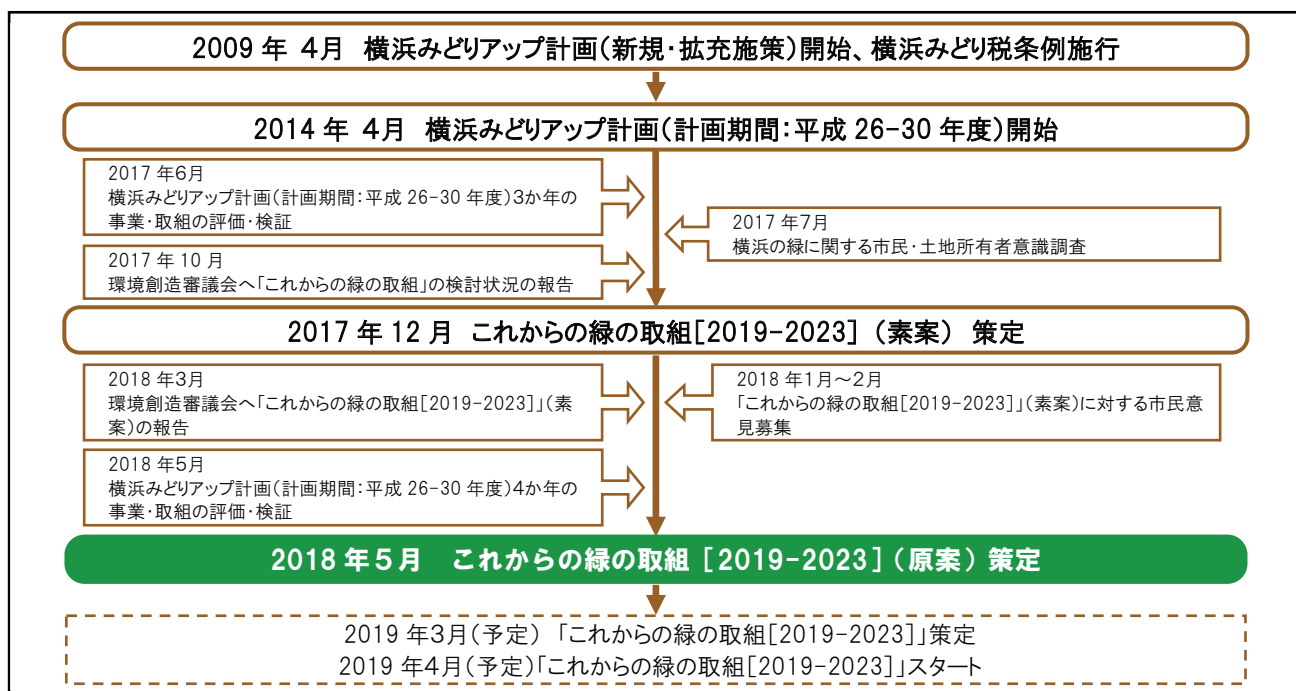 2009 年 4月 横浜みどりアップ計画(新規・拡充施策)開始、横浜みどり税条例施行
2014 年 4月 横浜みどりアップ計画(計画期間:平成 26-30 年度)開始
2017 年6月
横浜みどりアップ計画(計画期間:平成 26-30 年度)3か年の
事業・取組の評価・検証
2017 年7月
横浜の緑に関する市民・土地所有者意識調査
2017 年 10 月
環境創造審議会へ「これからの緑の取組」の検討状況の報告
2017 年 12 月 これからの緑の取組[2019-2023] (素案) 策定
2018 年3月
環境創造審議会へ「これからの緑の取組[2019-2023]」(素
案)の報告
2018 年1月~2月
「これからの緑の取組[2019-2023]」(素案)に対する市民意
見募集
2018 年5月
横浜みどりアップ計画(計画期間:平成 26-30 年度)4か年の
事業・取組の評価・検証
2018 年5月 これからの緑の取組 [2019-2023] (原案) 策定
2019 年3月(予定) 「これからの緑の取組[2019-2023]」策定
2019 年4月(予定)「これからの緑の取組[2019-2023]」スタート